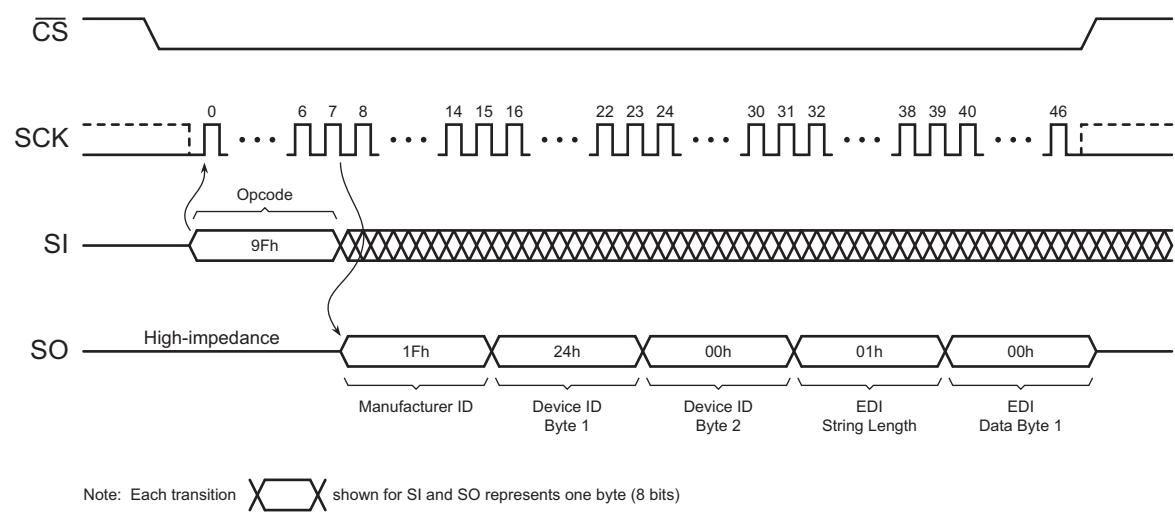 CS
0 6 7 8 14 15 16 22 23 24 30 31 32 38 39 40 46
SCK
Opcode
SI
9Fh
High-impedance
SO
1Fh 24h 00h 01h 00h
Manufacturer ID
Device ID
Byte 1
Device ID
Byte 2
EDI
String Length
EDI
Data Byte 1
Note: Each transition shown for SI and SO represents one byte (8 bits)